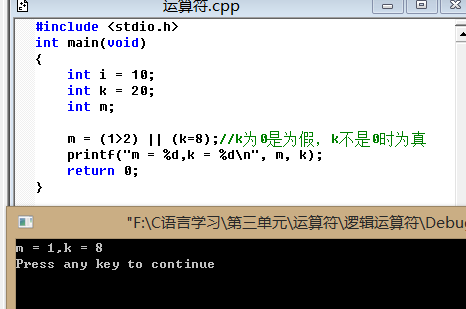 运算符.cpp
#include <stdio.h>
int main(void)
{
int i = 10;
int k = 20;
int m;
m = (1>2) || (k=8);//k为0是为假，k不是0时为真
printf("m = %d,k = %d\n", m, k);
return 0;
}
"F:\C语言学习\第三单元\运算符\逻辑运算符\Debug
m = 1,k = 8
Press any key to continue